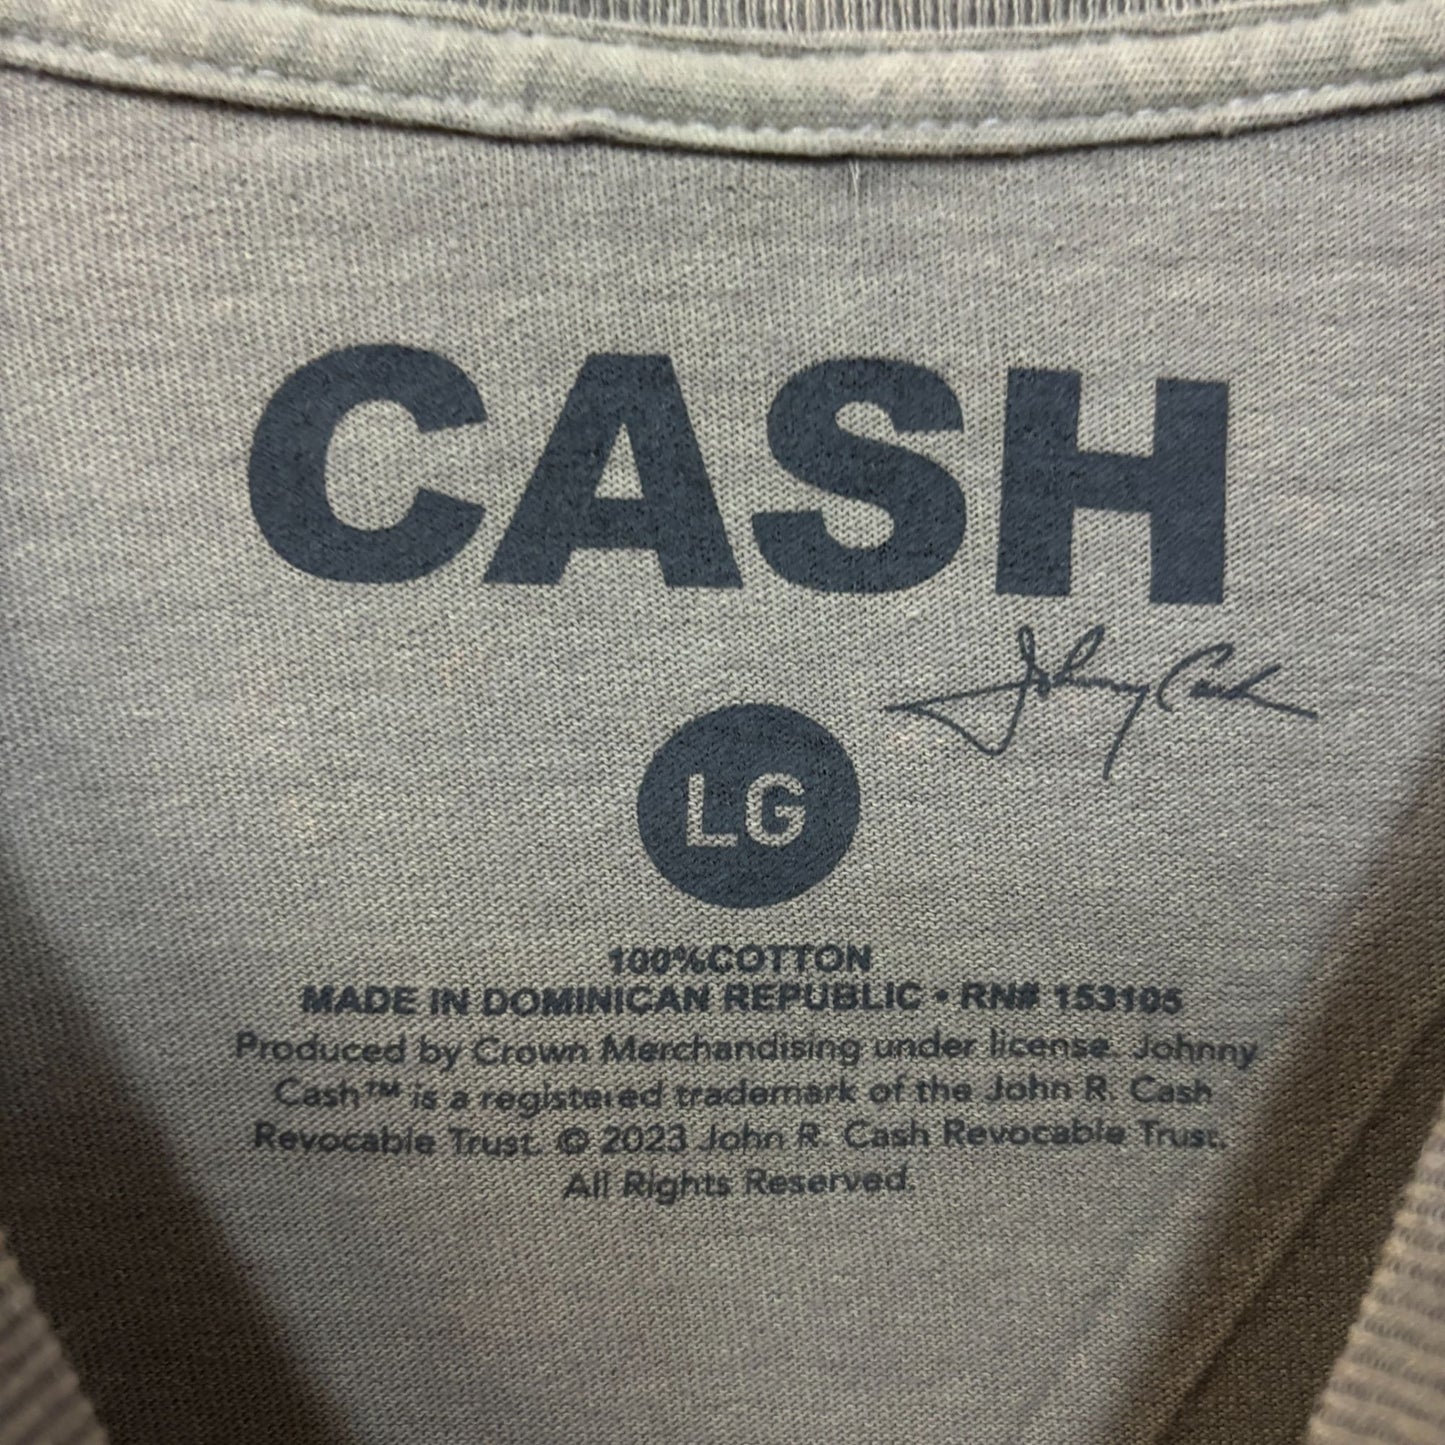 CASH
Johnny Cash
LG
100%COTTON
MADE IN DOMINICAN REPUBLIC • RN# 153105
Produced by Crown Merchandising under license. Johnny
Cash™ is a registered trademark of the John R. Cash
Revocable Trust. © 2023 John R. Cash Revocable Trust.
All Rights Reserved.